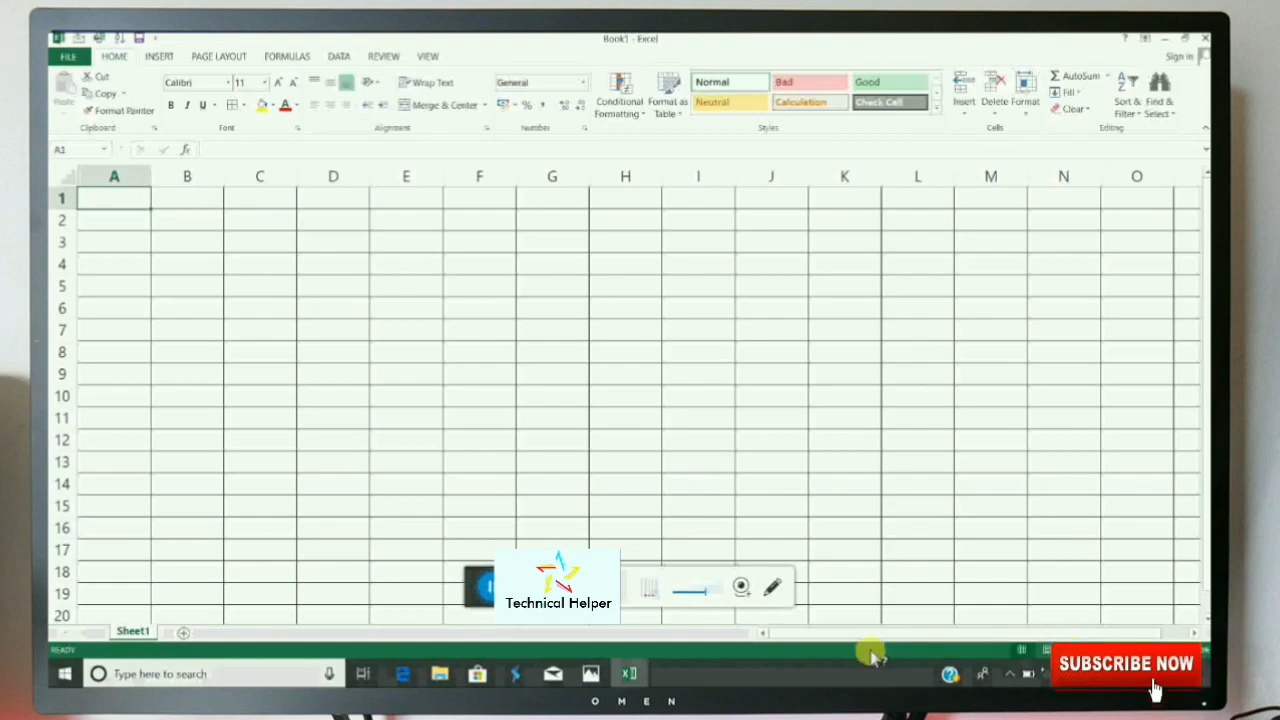 Book1 - Excel
?
Sign in
FILE HOME INSERT PAGE LAYOUT FORMULAS DATA REVIEW VIEW
Cut
Copy
Format Painter
Paste
Clipboard
Calibri 11
B I U
A A
A
Font
Wrap Text
Merge & Center
Alignment
General
%
Number
Conditional Formatting
Format as Table
Normal Bad Good
Neutral Calculation Check Cell
Styles
Insert Delete Format
Cells
AutoSum
Fill
Clear
Sort & Filter
Find & Select
Editing
A1
fx
A B C D E F G H I J K L M N O
1
2
3
4
5
6
7
8
9
10
11
12
13
14
15
16
17
18
19
20
Technical Helper
Sheet1
READY
Type here to search
SUBSCRIBE NOW
OMEN